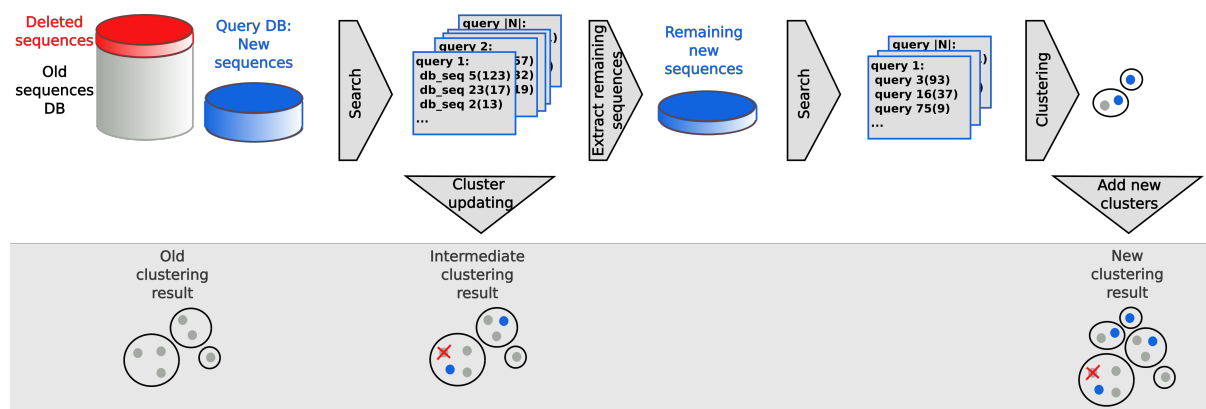 Deleted
sequences
Old
sequences
DB
Query DB:
New
sequences
Search
query |N|:
query 2:
57)
32)
19)
query 1:
db_seq 5(123)
db_seq 23(17)
db_seq 2(13)
...
Cluster
updating
Extract remaining
sequences
Remaining
new
sequences
Search
query |N|:
query 1:
query 3(93)
query 16(37)
query 75(9)
...
Clustering
Add new
clusters
Old
clustering
result
Intermediate
clustering
result
New
clustering
result